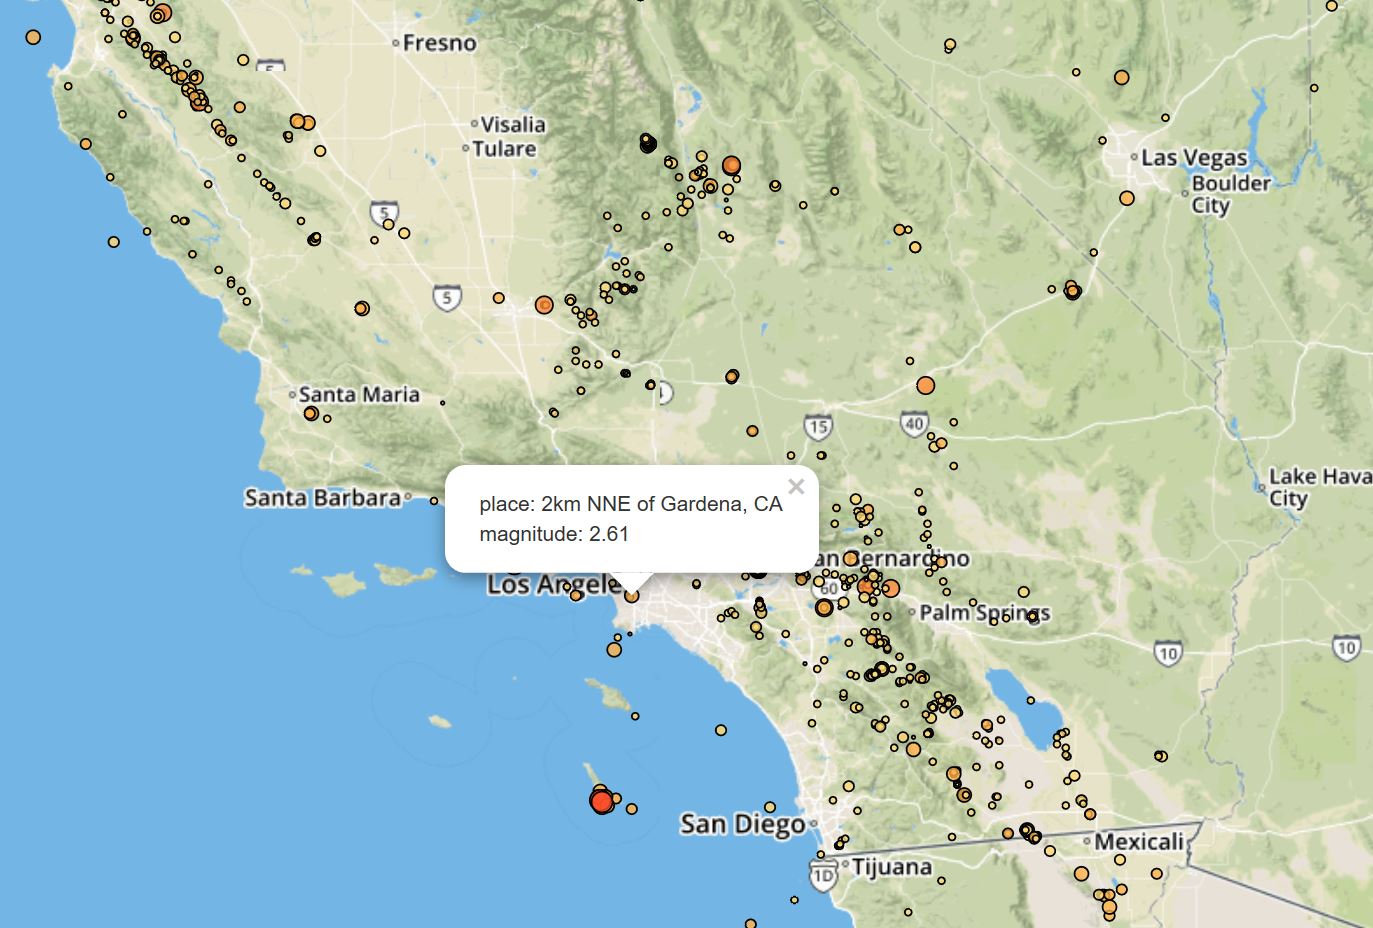 Fresno
5
Visalia
Tulare
Las Vegas
Boulder
City
5
5
Santa Maria
15
40
Lake Hava
City
Santa Barbara
place: 2km NNE of Gardena, CA
magnitude: 2.61
×
an Bernardino
Los Angele
60
Palm Springs
10
10
San Diego
Mexicali
Tijuana
1D